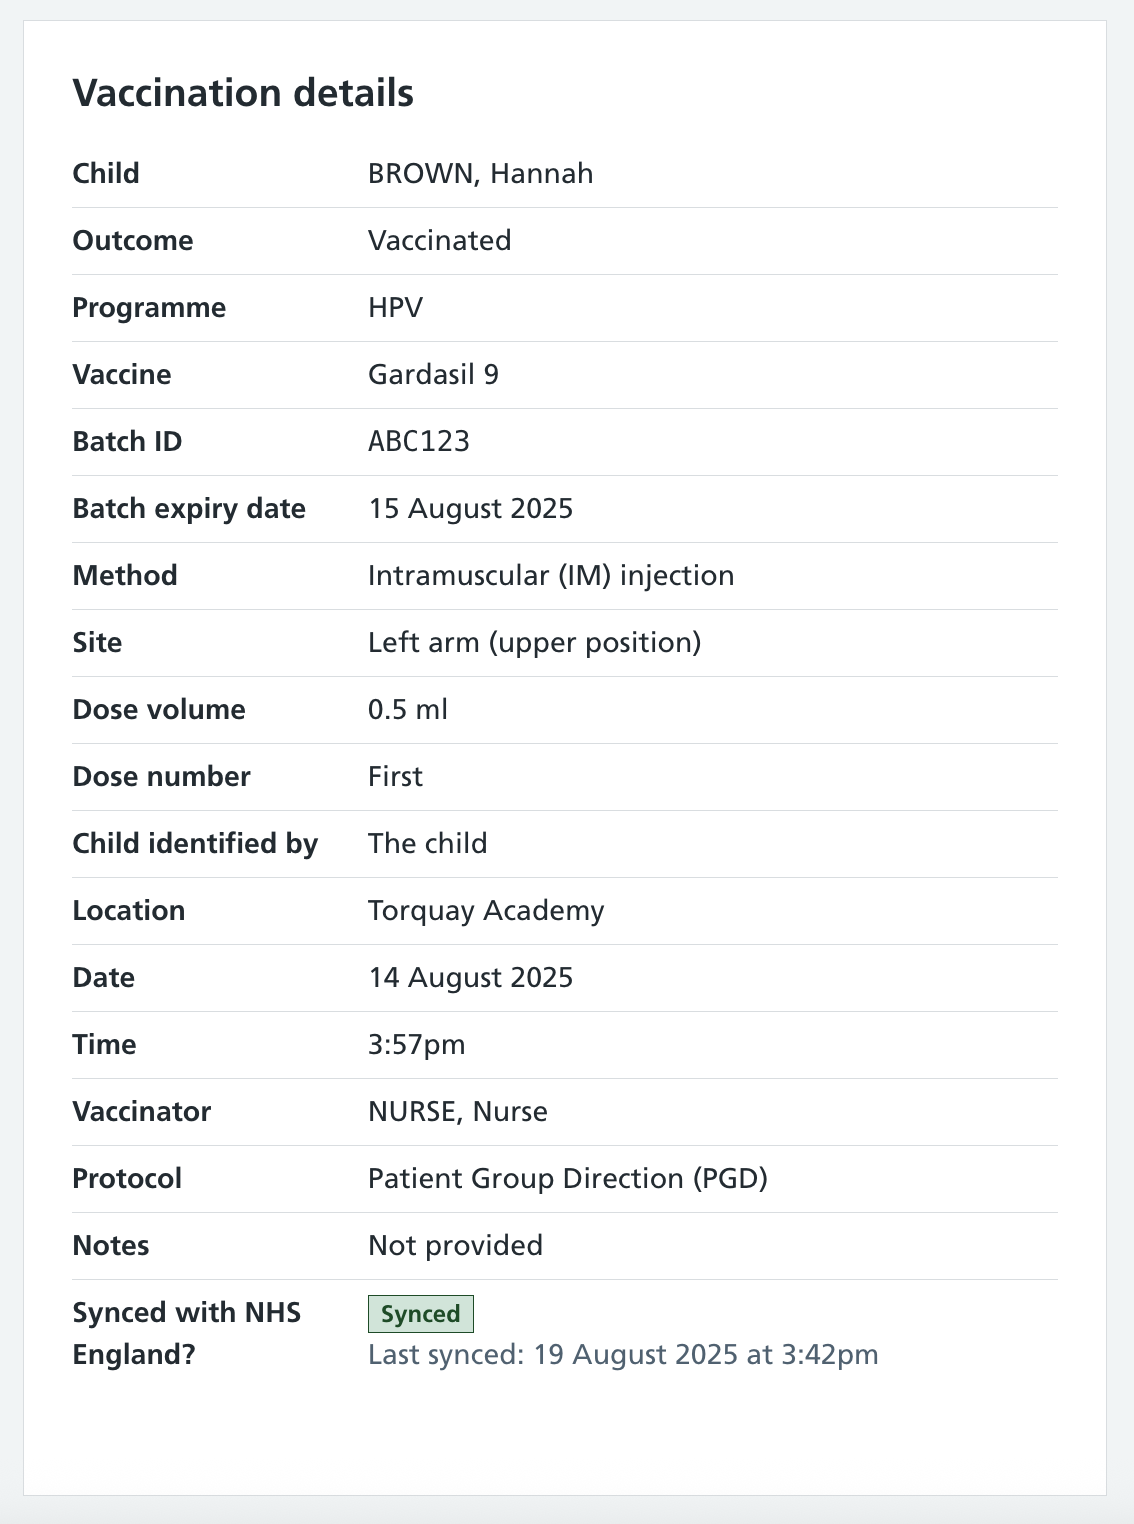 Vaccination details
Child BROWN, Hannah
Outcome Vaccinated
Programme HPV
Vaccine Gardasil 9
Batch ID ABC123
Batch expiry date 15 August 2025
Method Intramuscular (IM) injection
Site Left arm (upper position)
Dose volume 0.5 ml
Dose number First
Child identified by The child
Location Torquay Academy
Date 14 August 2025
Time 3:57pm
Vaccinator NURSE, Nurse
Protocol Patient Group Direction (PGD)
Notes Not provided
Synced with NHS Synced
England? Last synced: 19 August 2025 at 3:42pm